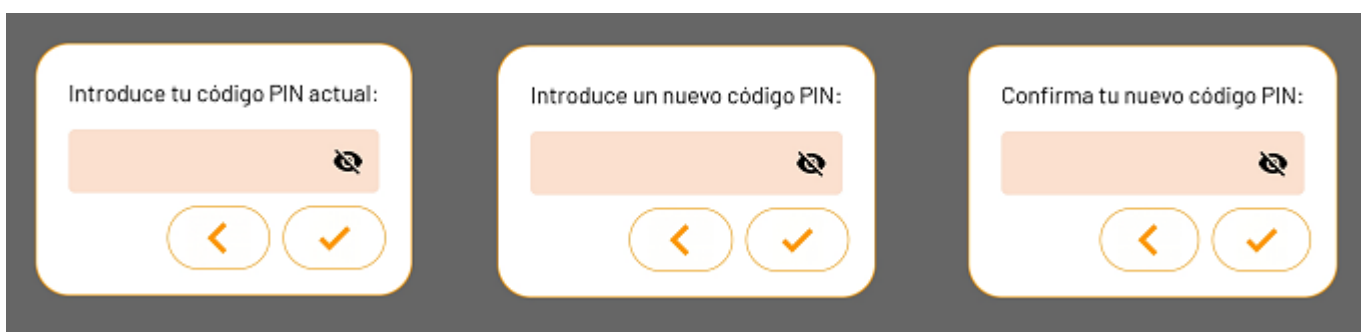 Introduce tu código PIN actual:
Introduce un nuevo código PIN:
Confirma tu nuevo código PIN: